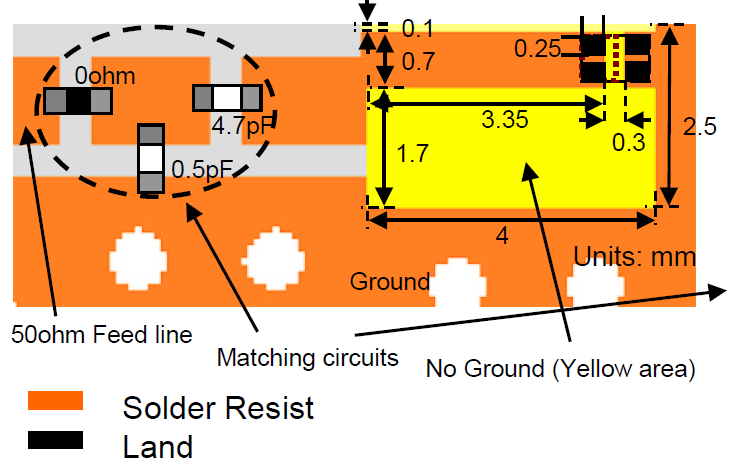 0.1
0.7
0.25
0ohm
4.7pF
3.35
0.3
2.5
0.5pF
1.7
4
Units: mm
Ground
50ohm Feed line
Matching circuits
No Ground (Yellow area)
Solder Resist
Land